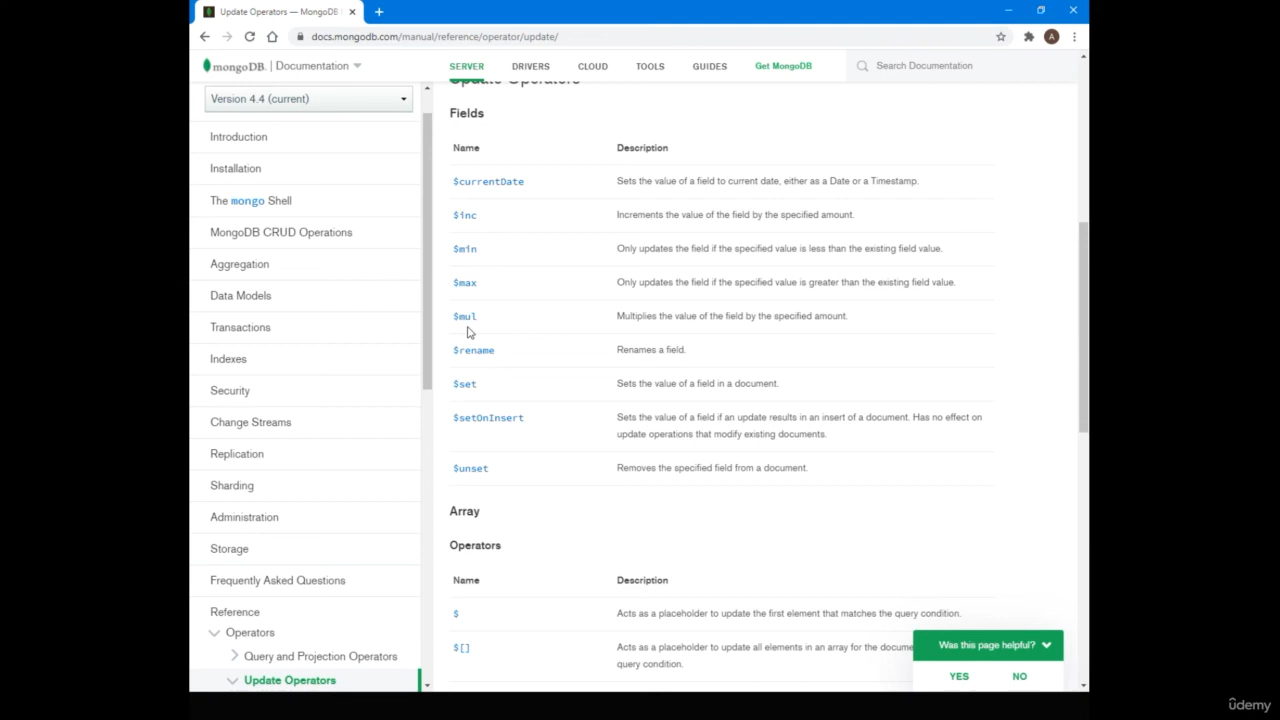 Update Operators — MongoDB
docs.mongodb.com/manual/reference/operator/update/
A
mongoDB. | Documentation
SERVER
DRIVERS
CLOUD
TOOLS
GUIDES
Get MongoDB
Search Documentation
Version 4.4 (current)
Introduction
Installation
The mongo Shell
MongoDB CRUD Operations
Aggregation
Data Models
Transactions
Indexes
Security
Change Streams
Replication
Sharding
Administration
Storage
Frequently Asked Questions
Reference
Operators
Query and Projection Operators
Update Operators
Update Operators
Fields
Name Description
$currentDate Sets the value of a field to current date, either as a Date or a Timestamp.
$inc Increments the value of the field by the specified amount.
$min Only updates the field if the specified value is less than the existing field value.
$max Only updates the field if the specified value is greater than the existing field value.
$mul Multiplies the value of the field by the specified amount.
$rename Renames a field.
$set Sets the value of a field in a document.
$setOnInsert Sets the value of a field if an update results in an insert of a document. Has no effect on
update operations that modify existing documents.
$unset Removes the specified field from a document.
Array
Operators
Name Description
$ Acts as a placeholder to update the first element that matches the query condition.
$[] Acts as a placeholder to update all elements in an array for the
query condition.
Was this page helpful?
YES NO
ûdemy